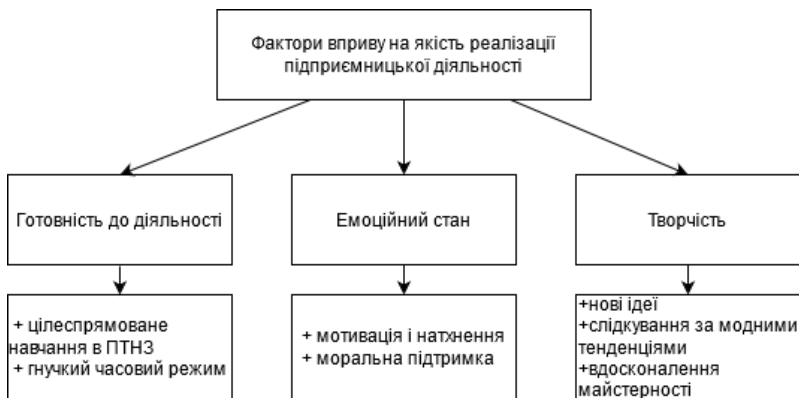 Фактори вприву на якість реалізації
підприємницької діяльності
Готовність до діяльності
Емоційний стан
Творчість
+ цілеспрямоване
навчання в ПТНЗ
+ гнучкий часовий режим
+ мотивація і натхнення
+ моральна підтримка
+нові ідеї
+слідкування за модними
тенденціями
+вдосконалення
майстерності